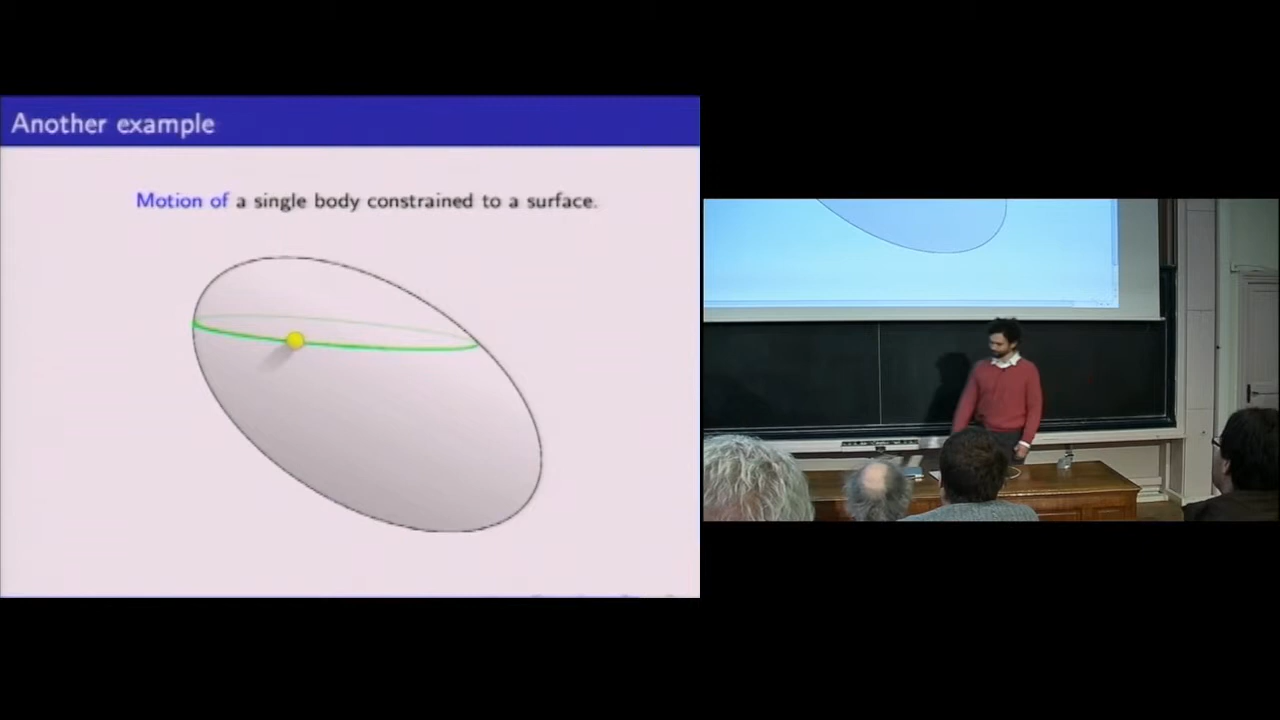 Another example
Motion of a single body constrained to a surface.